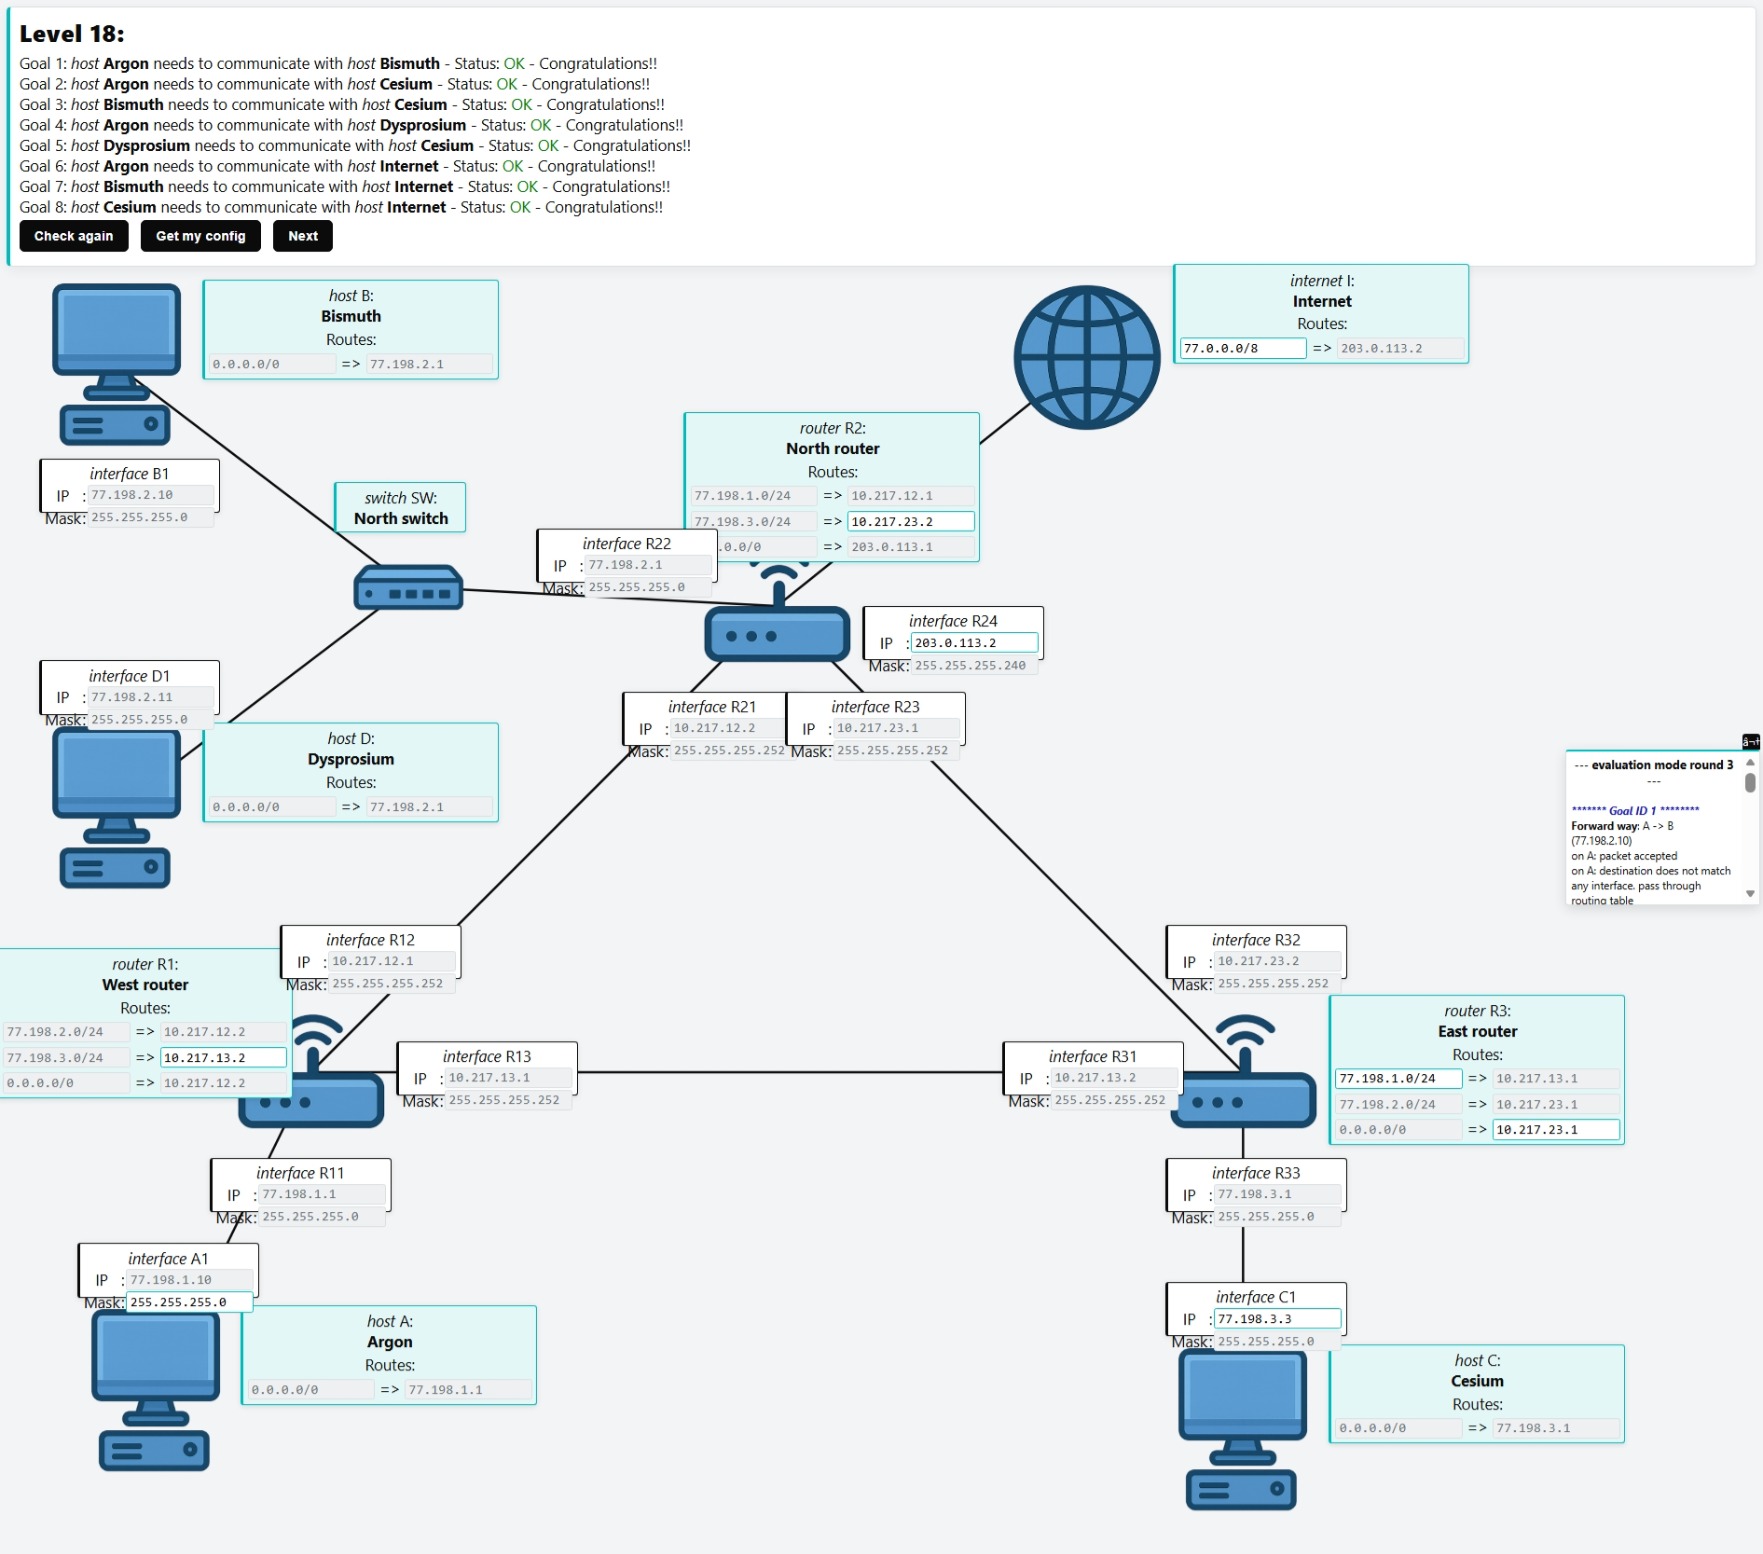 Level 18:
Goal 1: host Argon needs to communicate with host Bismuth - Status: OK - Congratulations!!
Goal 2: host Argon needs to communicate with host Cesium - Status: OK - Congratulations!!
Goal 3: host Bismuth needs to communicate with host Cesium - Status: OK - Congratulations!!
Goal 4: host Argon needs to communicate with host Dysprosium - Status: OK - Congratulations!!
Goal 5: host Dysprosium needs to communicate with host Cesium - Status: OK - Congratulations!!
Goal 6: host Argon needs to communicate with host Internet - Status: OK - Congratulations!!
Goal 7: host Bismuth needs to communicate with host Internet - Status: OK - Congratulations!!
Goal 8: host Cesium needs to communicate with host Internet - Status: OK - Congratulations!!
Check again Get my config Next
host B:
Bismuth
Routes:
0.0.0.0/0 => 77.198.2.1
internet I:
Internet
Routes:
77.0.0.0/8 => 203.0.113.2
interface B1
IP : 77.198.2.10
Mask: 255.255.255.0
switch SW:
North switch
router R2:
North router
Routes:
77.198.1.0/24 => 10.217.12.1
77.198.3.0/24 => 10.217.23.2
.0.0/0 => 203.0.113.1
interface R22
IP : 77.198.2.1
Mask: 255.255.255.0
interface R24
IP : 203.0.113.2
Mask: 255.255.255.240
interface D1
IP : 77.198.2.11
Mask: 255.255.255.0
host D:
Dysprosium
Routes:
0.0.0.0/0 => 77.198.2.1
interface R21
IP : 10.217.12.2
Mask: 255.255.255.252
interface R23
IP : 10.217.23.1
Mask: 255.255.255.252
--- evaluation mode round 3
---
******* Goal ID 1 ********
Forward way: A -> B
(77.198.2.10)
on A: packet accepted
on A: destination does not match
any interface. pass through
routing table
interface R12
IP : 10.217.12.1
Mask: 255.255.255.252
router R1:
West router
Routes:
77.198.2.0/24 => 10.217.12.2
77.198.3.0/24 => 10.217.13.2
0.0.0.0/0 => 10.217.12.2
interface R13
IP : 10.217.13.1
Mask: 255.255.255.252
interface R31
IP : 10.217.13.2
Mask: 255.255.255.252
interface R32
IP : 10.217.23.2
Mask: 255.255.255.252
router R3:
East router
Routes:
77.198.1.0/24 => 10.217.13.1
77.198.2.0/24 => 10.217.23.1
0.0.0.0/0 => 10.217.23.1
interface R11
IP : 77.198.1.1
Mask: 255.255.255.0
interface R33
IP : 77.198.3.1
Mask: 255.255.255.0
interface A1
IP : 77.198.1.10
Mask: 255.255.255.0
host A:
Argon
Routes:
0.0.0.0/0 => 77.198.1.1
interface C1
IP : 77.198.3.3
Mask: 255.255.255.0
host C:
Cesium
Routes:
0.0.0.0/0 => 77.198.3.1